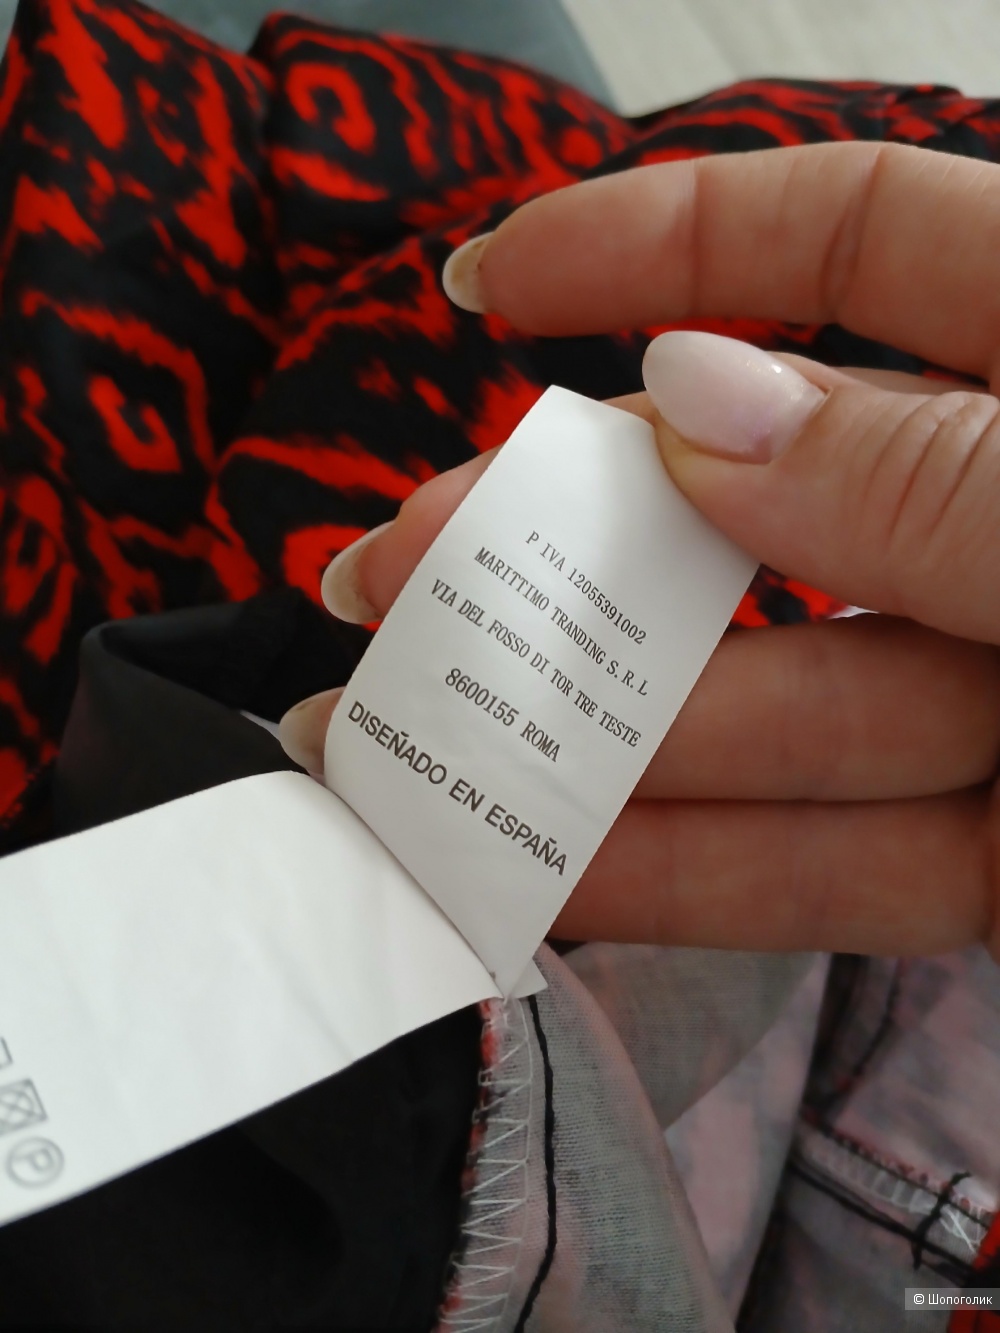 P IVA 12055391002
MARITTIMO TRANDING S.R.L
VIA DEL FOSSO DI TOR TRE TESTE
8600155 ROMA
DISEÑADO EN ESPAÑA
P
© Шопоголик